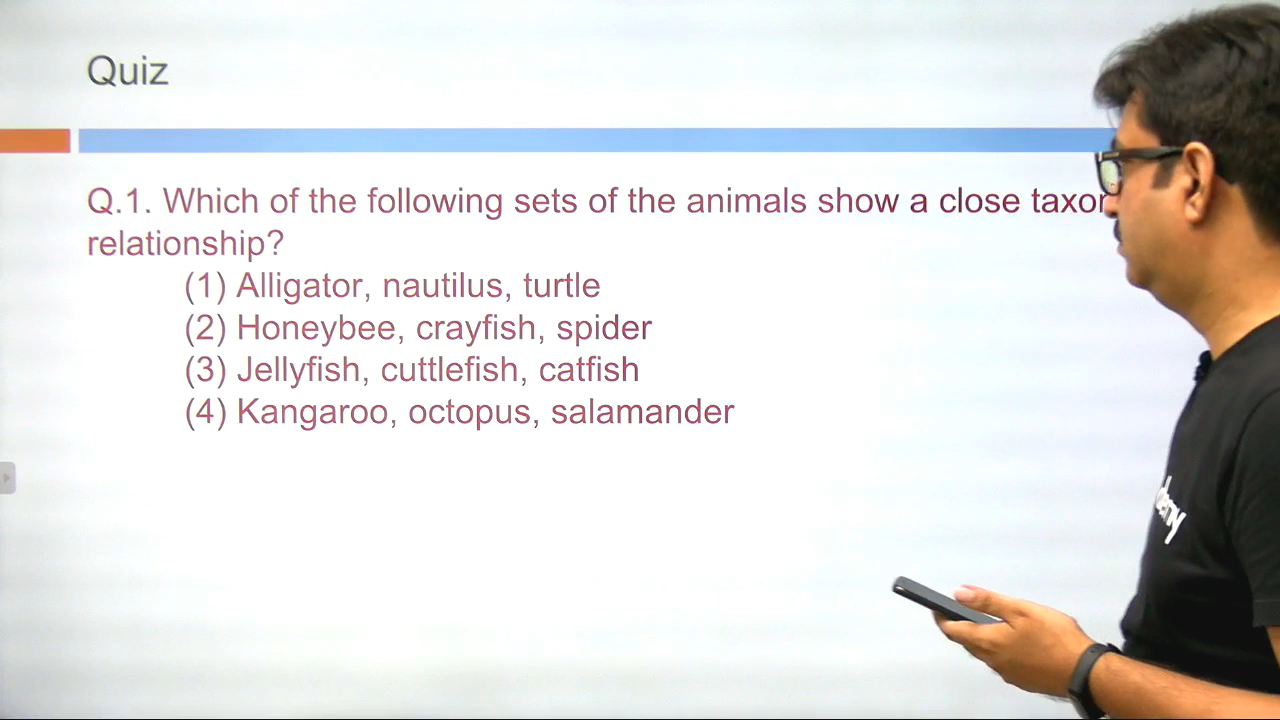 Quiz
Q.1. Which of the following sets of the animals show a close
relationship?
(1) Alligator, nautilus, turtle
(2) Honeybee, crayfish, spider
(3) Jellyfish, cuttlefish, catfish
(4) Kangaroo, octopus, salamander